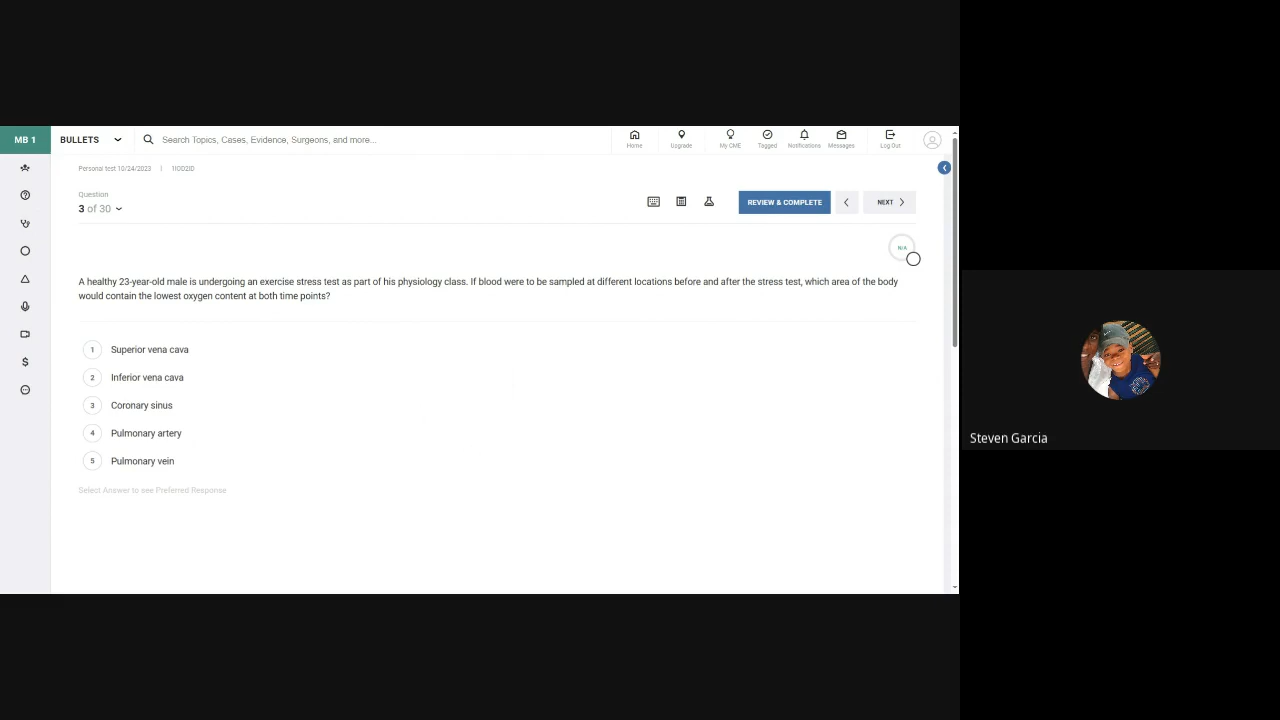 MB 1
BULLETS
Search Topics, Cases, Evidence, Surgeons, and more...
Home
Upgrade
My CME
Tagged
Notifications
Messages
Log Out
Personal test 10/24/2023 |
Question
3 of 30
REVIEW & COMPLETE
NEXT
N/A
A healthy 23-year-old male is undergoing an exercise stress test as part of his physiology class. If blood were to be sampled at different locations before and after the stress test, which area of the body
would contain the lowest oxygen content at both time points?
1 Superior vena cava
2 Inferior vena cava
3 Coronary sinus
4 Pulmonary artery
5 Pulmonary vein
Select Answer to see Preferred Response
Steven Garcia